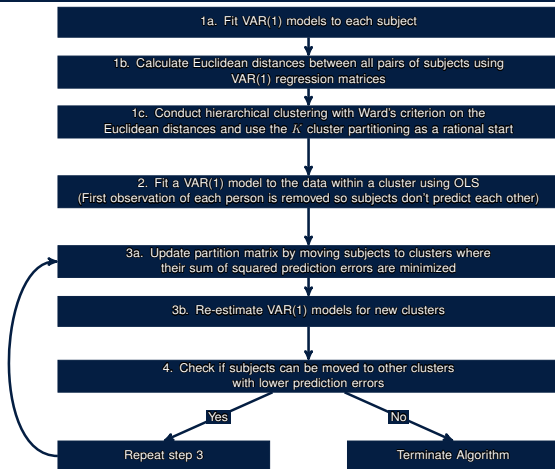 1a. Fit VAR(1) models to each subject
1b. Calculate Euclidean distances between all pairs of subjects using
VAR(1) regression matrices
1c. Conduct hierarchical clustering with Ward's criterion on the
Euclidean distances and use the K cluster partitioning as a rational start
2. Fit a VAR(1) model to the data within a cluster using OLS
(First observation of each person is removed so subjects don't predict each other)
3a. Update partition matrix by moving subjects to clusters where
their sum of squared prediction errors are minimized
3b. Re-estimate VAR(1) models for new clusters
4. Check if subjects can be moved to other clusters
with lower prediction errors
Yes
No
Repeat step 3
Terminate Algorithm